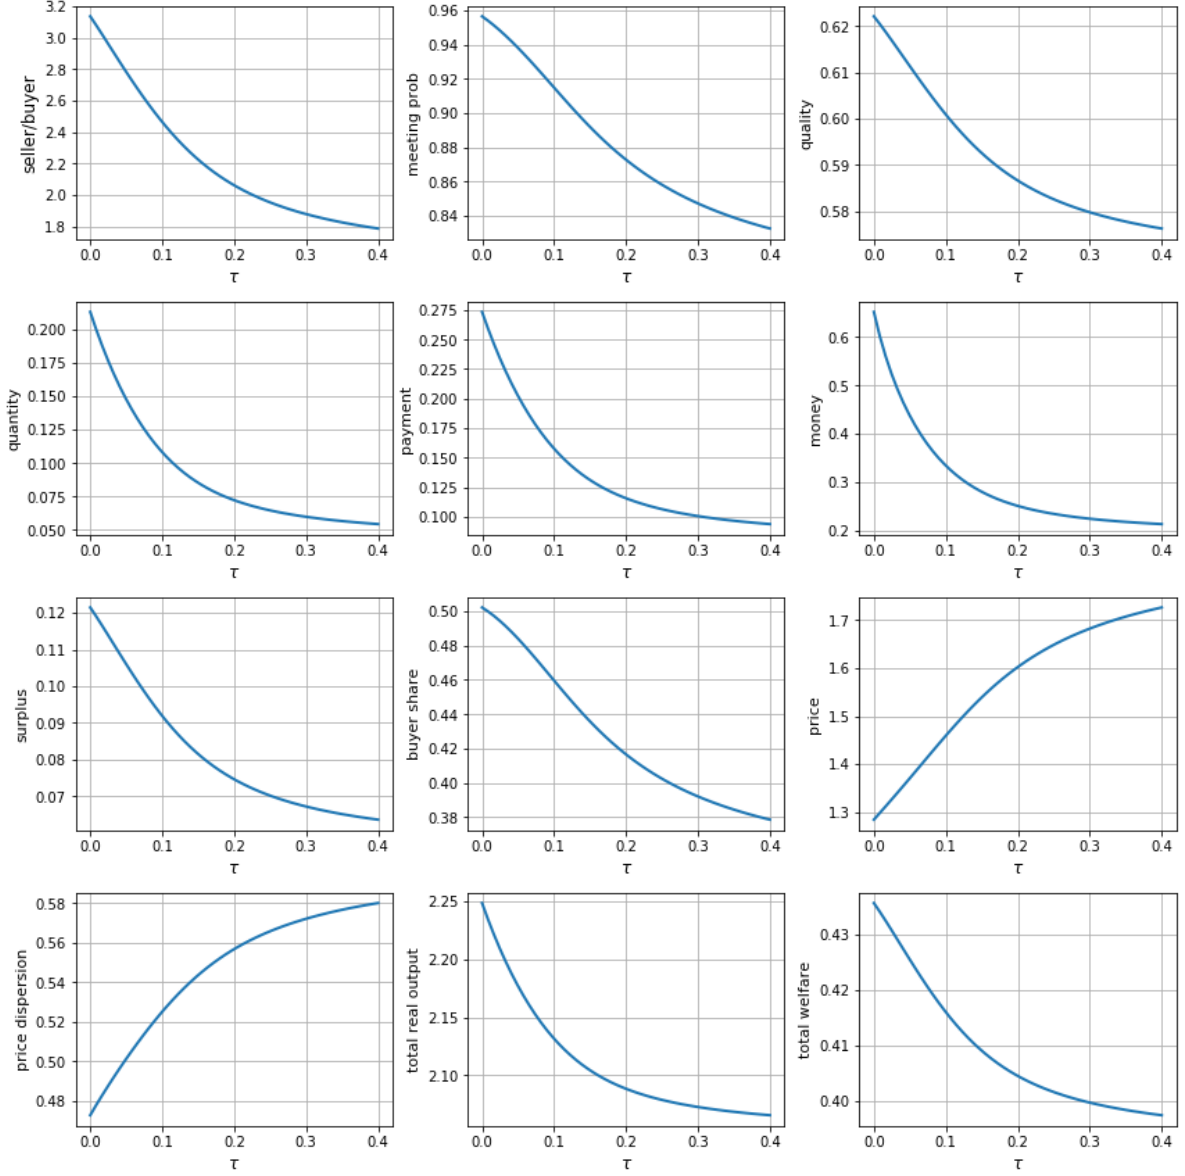 seller/buyer
3.2
3.0
2.8
2.6
2.4
2.2
2.0
1.8
0.0 0.1 0.2 0.3 0.4
τ
meeting prob
0.96
0.94
0.92
0.90
0.88
0.86
0.84
0.0 0.1 0.2 0.3 0.4
τ
quality
0.62
0.61
0.60
0.59
0.58
0.0 0.1 0.2 0.3 0.4
τ
quantity
0.200
0.175
0.150
0.125
0.100
0.075
0.050
0.0 0.1 0.2 0.3 0.4
τ
payment
0.275
0.250
0.225
0.200
0.175
0.150
0.125
0.100
0.0 0.1 0.2 0.3 0.4
τ
money
0.6
0.5
0.4
0.3
0.2
0.0 0.1 0.2 0.3 0.4
τ
surplus
0.12
0.11
0.10
0.09
0.08
0.07
0.0 0.1 0.2 0.3 0.4
τ
buyer share
0.50
0.48
0.46
0.44
0.42
0.40
0.38
0.0 0.1 0.2 0.3 0.4
τ
price
1.7
1.6
1.5
1.4
1.3
0.0 0.1 0.2 0.3 0.4
τ
price dispersion
0.58
0.56
0.54
0.52
0.50
0.48
0.0 0.1 0.2 0.3 0.4
τ
total real output
2.25
2.20
2.15
2.10
0.0 0.1 0.2 0.3 0.4
τ
total welfare
0.43
0.42
0.41
0.40
0.0 0.1 0.2 0.3 0.4
τ